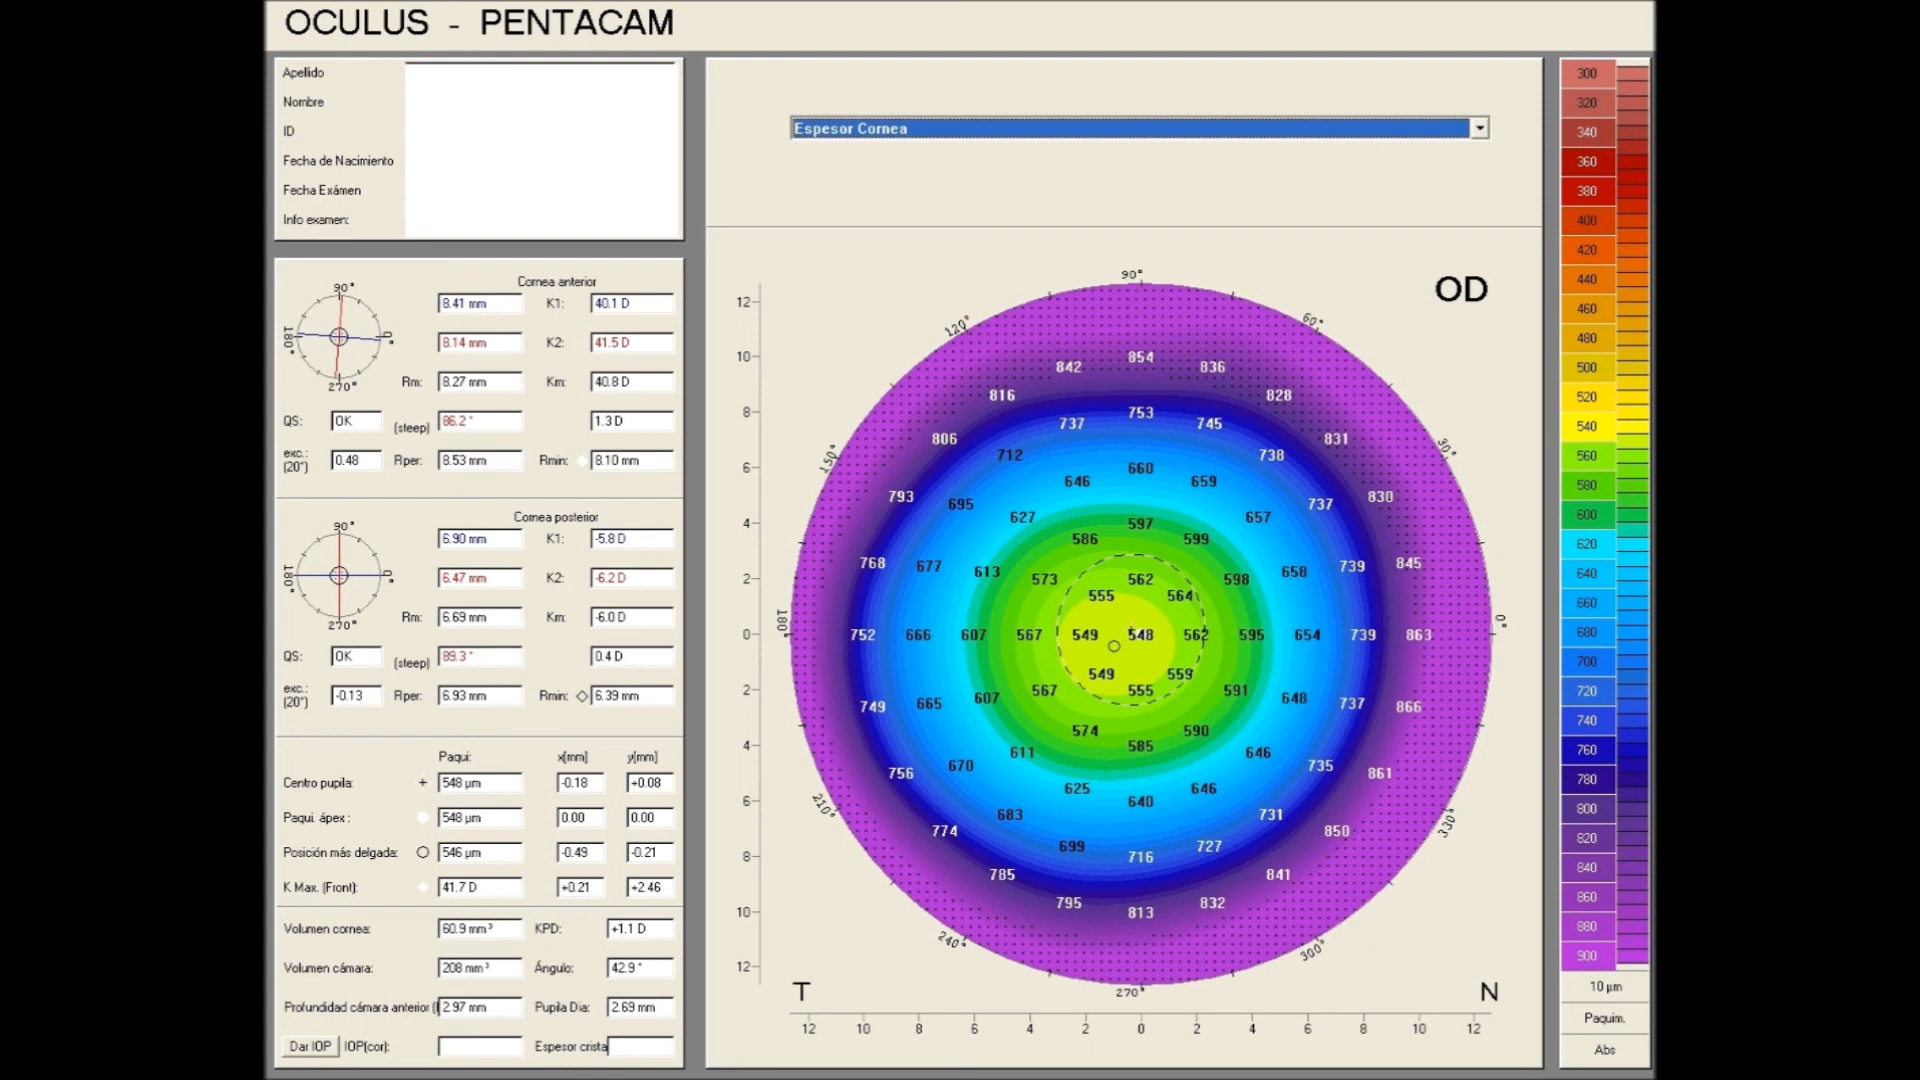 OCULUS - PENTACAM
Apellido
Nombre
ID
Fecha de Nacimiento
Fecha Exámen
Info examen:
Cornea anterior
90°
180°
0°
270°
8.41 mm K1: 40.1 D
8.14 mm K2: 41.5 D
Rm: 8.27 mm Km: 40.8 D
QS: OK (steep) 86.2 ° 1.3 D
exc.: (20°) 0.48 Rper: 8.53 mm Rmin: 8.10 mm
Cornea posterior
90°
180°
0°
270°
6.90 mm K1: -5.8 D
6.47 mm K2: -6.2 D
Rm: 6.69 mm Km: -6.0 D
QS: OK (steep) 89.3 ° 0.4 D
exc.: (20°) -0.13 Rper: 6.93 mm Rmin: 6.39 mm
Paqui: x[mm] y[mm]
Centro pupila: + 548 µm -0.18 +0.08
Paqui. ápex : 548 µm 0.00 0.00
Posición más delgada: 546 µm -0.49 -0.21
K Max. (Front): 41.7 D +0.21 +2.46
Volumen cornea: 60.9 mm³ KPD: +1.1 D
Volumen cámara: 208 mm³ Ángulo: 42.9 °
Profundidad cámara anterior ( 2.97 mm Pupila Dia: 2.69 mm
Dar IOP IOP(cor): Espesor crista
Espesor Cornea
OD
90°
120° 60°
150° 30°
180° 0°
210° 330°
240° 300°
270°
12
10
8
6
4
2
0
2
4
6
8
10
12
854
842 836
816 828
753
737 745
806 831
712 738
660
646 659
793 830
695 737
627 657
597
586 599
768 845
677 739
613 658
573 562 598
555 564
752 666 607 567 549 548 562 595 654 739 863
549 559
567 555 591
607 648
665 737
749 866
574 590
585
611 646
670 735
756 861
625 646
640
683 731
774 850
699 727
716
785 841
795 832
813
T N
12 10 8 6 4 2 0 2 4 6 8 10 12
300
320
340
360
380
400
420
440
460
480
500
520
540
560
580
600
620
640
660
680
700
720
740
760
780
800
820
840
860
880
900
10 µm
Paquim.
Abs